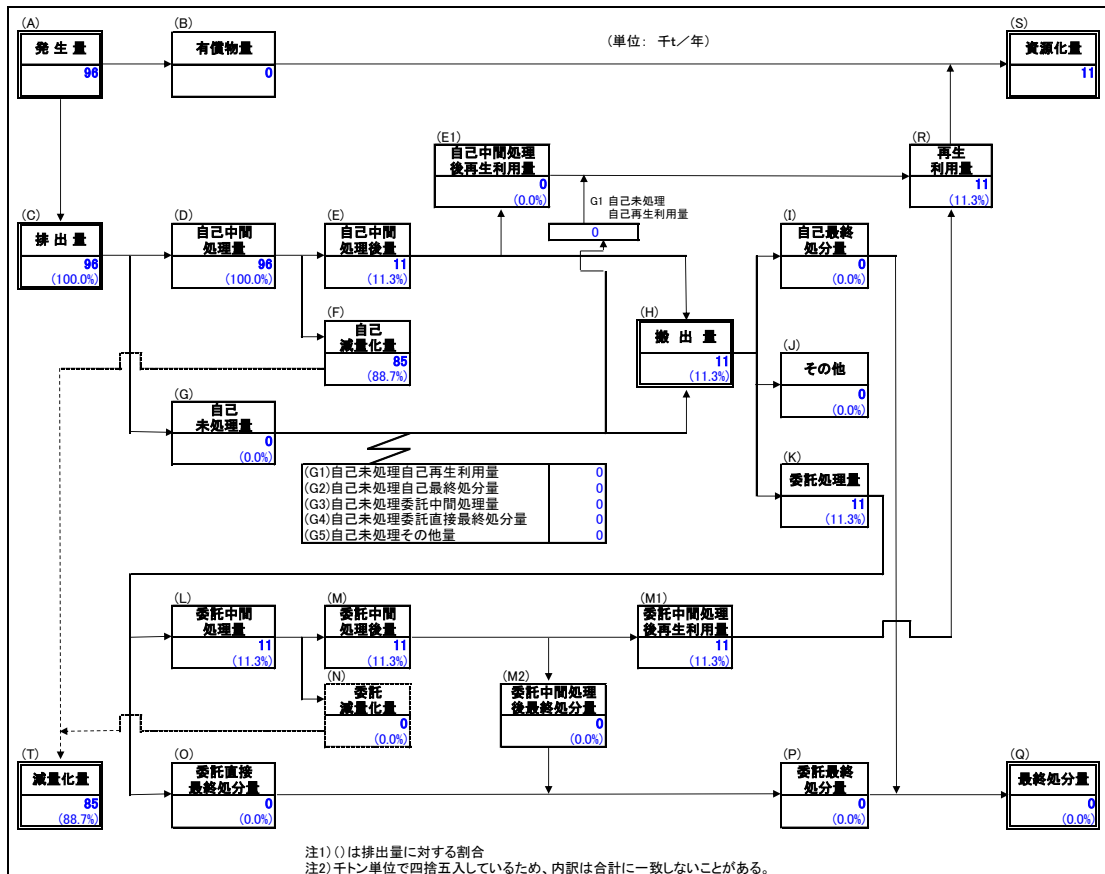 (A)
発 生 量
96
(B)
有償物量
0
(単位: 千t／年)
(S)
資源化量
11
(E1)
自己中間処理
後再生利用量
0
(0.0%)
G1 自己未処理
自己再生利用量
0
(R)
再生
利用量
11
(11.3%)
(C)
排 出 量
96
(100.0%)
(D)
自己中間
処理量
96
(100.0%)
(E)
自己中間
処理後量
11
(11.3%)
(I)
自己最終
処分量
0
(0.0%)
(F)
自己
減量化量
85
(88.7%)
(H)
搬 出 量
11
(11.3%)
(J)
その他
0
(0.0%)
(G)
自己
未処理量
0
(0.0%)
(K)
委託処理量
11
(11.3%)
(G1)自己未処理自己再生利用量 0
(G2)自己未処理自己最終処分量 0
(G3)自己未処理委託中間処理量 0
(G4)自己未処理委託直接最終処分量 0
(G5)自己未処理その他量 0
(L)
委託中間
処理量
11
(11.3%)
(M)
委託中間
処理後量
11
(11.3%)
(M1)
委託中間処理
後再生利用量
11
(11.3%)
(N)
委託
減量化量
0
(0.0%)
(M2)
委託中間処理
後最終処分量
0
(0.0%)
(T)
減量化量
85
(88.7%)
(O)
委託直接
最終処分量
0
(0.0%)
(P)
委託最終
処分量
0
(0.0%)
(Q)
最終処分量
0
(0.0%)
注1)()は排出量に対する割合
注2)千トン単位で四捨五入しているため、内訳は合計に一致しないことがある。